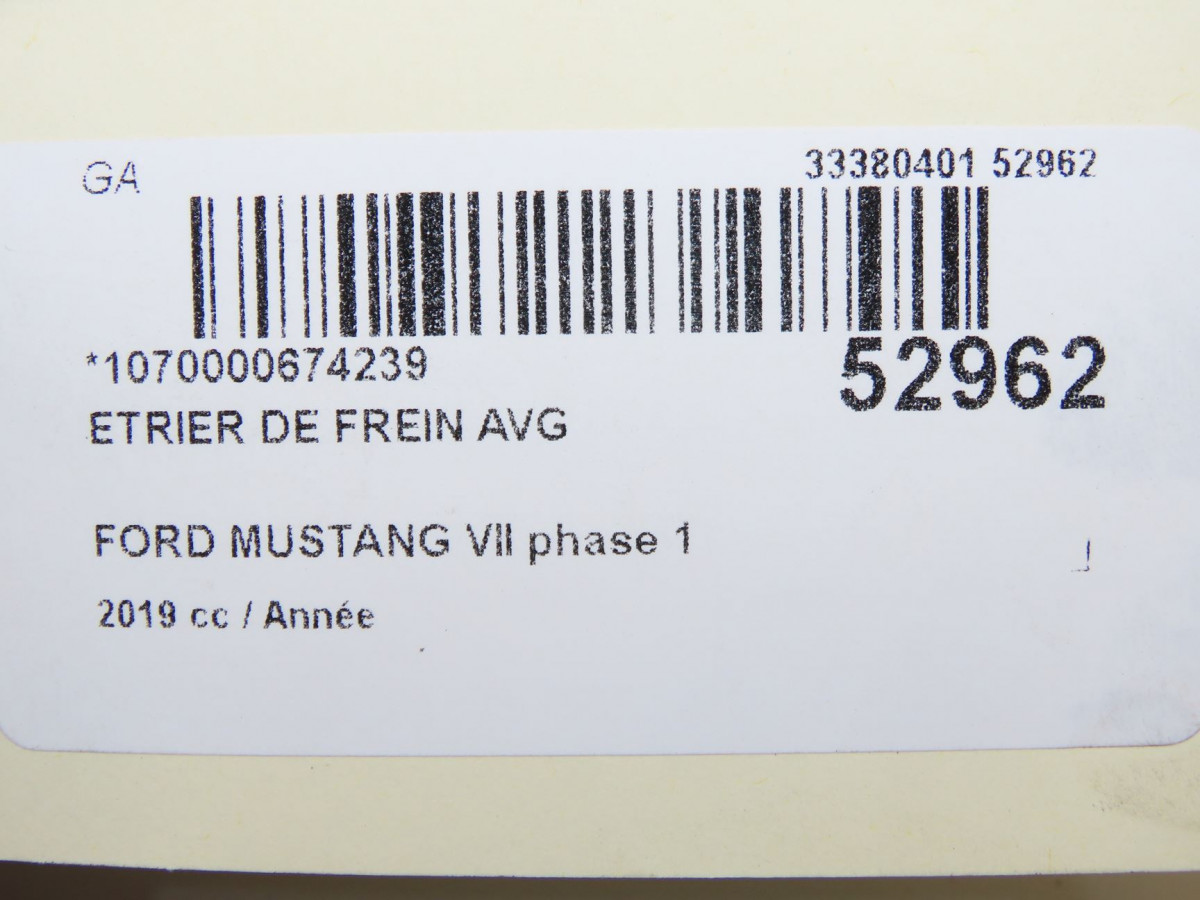 GA
33380401 52962
*1070000674239
52962
ETRIER DE FREIN AVG
FORD MUSTANG VII phase 1
2019 cc / Année